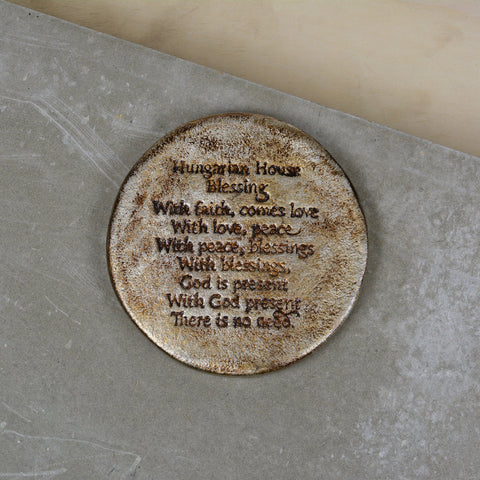 Hungarian House
Blessing
With faith, comes love
With love, peace
With peace, blessings
With blessings,
God is present
With God present
There is no need.